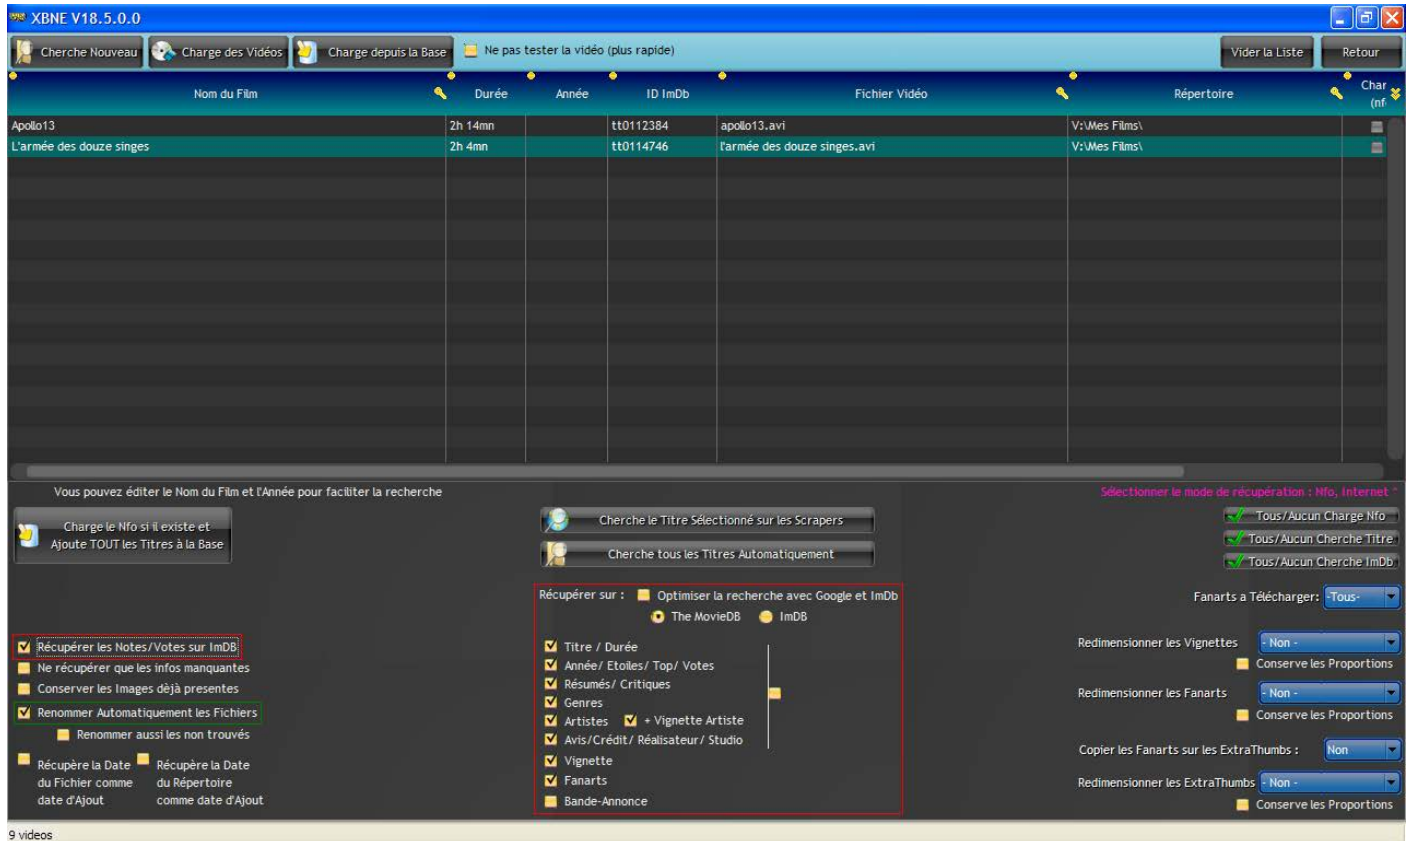 XBNE V18.5.0.0
Cherche Nouveau
Charge des Vidéos
Charge depuis la Base
Ne pas tester la vidéo (plus rapide)
Vider la Liste
Retour
Nom du Film
Durée
Année
ID ImDb
Fichier Vidéo
Répertoire
Char
(nf
Apollo13 2h 14mn tt0112384 apollo13.avi V:\Mes Films\
L'armée des douze singes 2h 4mn tt0114746 l'armée des douze singes.avi V:\Mes Films\
Vous pouvez éditer le Nom du Film et l'Année pour faciliter la recherche
Sélectionner le mode de récupération : Nfo, Internet ^
Charge le Nfo si il existe et
Ajoute TOUT les Titres à la Base
Cherche le Titre Sélectionné sur les Scrapers
Cherche tous les Titres Automatiquement
Tous/Aucun Charge Nfo
Tous/Aucun Cherche Titre
Tous/Aucun Cherche ImDb
Récupérer les Notes/Votes sur ImDB
Ne récupérer que les infos manquantes
Conserver les Images dèjà presentes
Renommer Automatiquement les Fichiers
Renommer aussi les non trouvés
Récupère la Date
du Fichier comme
date d'Ajout
Récupère la Date
du Répertoire
comme date d'Ajout
Récupérer sur :
Optimiser la recherche avec Google et ImDb
The MovieDB
ImDB
Titre / Durée
Année/ Etoiles/ Top/ Votes
Résumés/ Critiques
Genres
Artistes
+ Vignette Artiste
Avis/Crédit/ Réalisateur/ Studio
Vignette
Fanarts
Bande-Annonce
Fanarts a Télécharger: -Tous-
Redimensionner les Vignettes - Non -
Conserve les Proportions
Redimensionner les Fanarts - Non -
Conserve les Proportions
Copier les Fanarts sur les ExtraThumbs : Non
Redimensionner les ExtraThumbs - Non -
Conserve les Proportions
9 videos